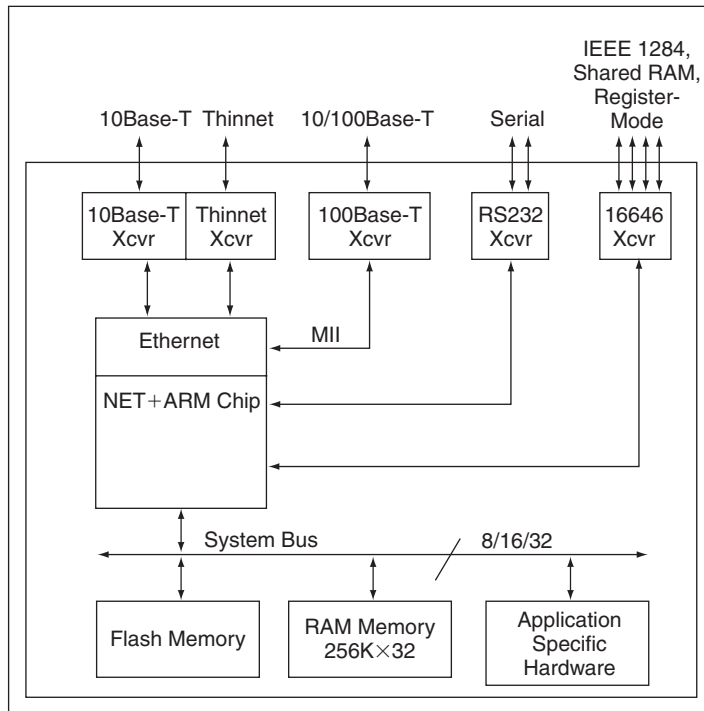 IEEE 1284,
Shared RAM,
Register-
Mode
10Base-T Thinnet 10/100Base-T Serial
10Base-T
Xcvr
Thinnet
Xcvr
100Base-T
Xcvr
RS232
Xcvr
16646
Xcvr
Ethernet
MII
NET+ARM Chip
System Bus
8/16/32
Flash Memory
RAM Memory
256K×32
Application
Specific
Hardware